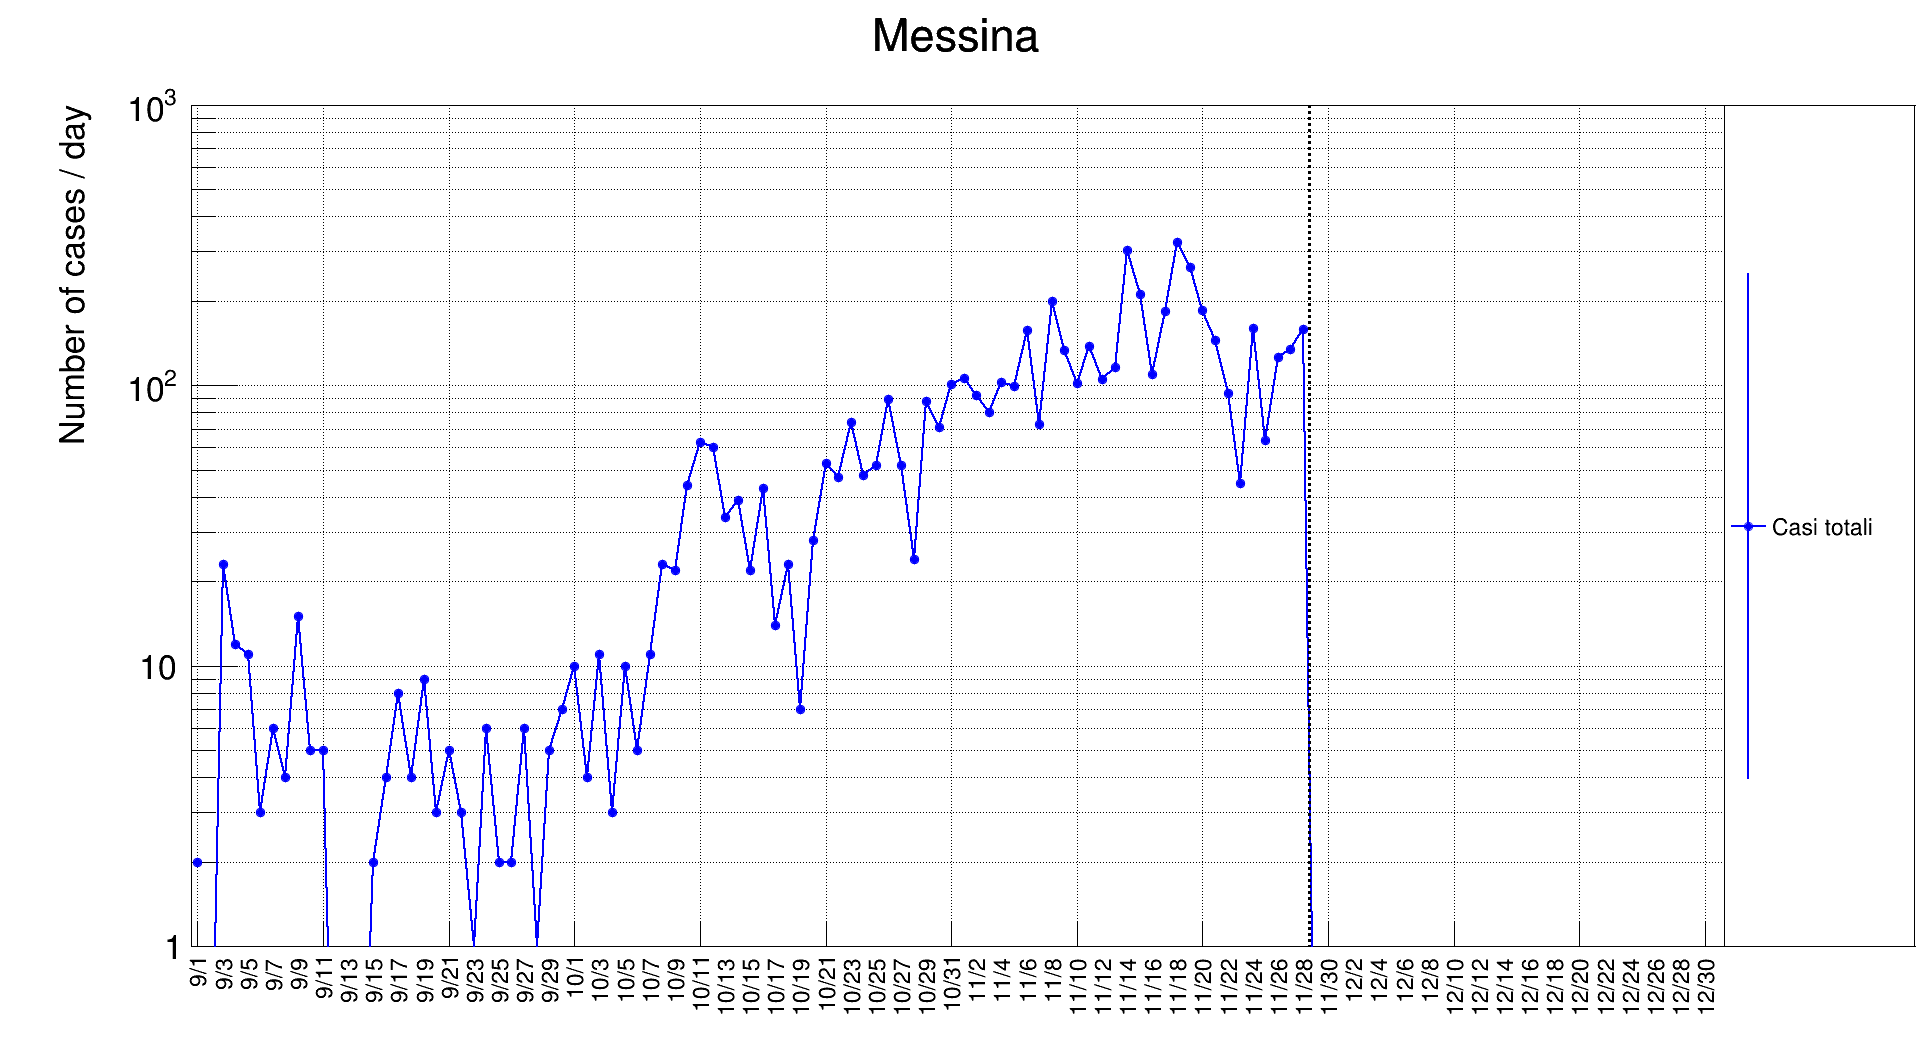 Messina
Number of cases / day
10³
10²
10
1
9/1 9/3 9/5 9/7 9/9 9/11 9/13 9/15 9/17 9/19 9/21 9/23 9/25 9/27 9/29 10/1 10/3 10/5 10/7 10/9 10/11 10/13 10/15 10/17 10/19 10/21 10/23 10/25 10/27 10/29 10/31 11/2 11/4 11/6 11/8 11/10 11/12 11/14 11/16 11/18 11/20 11/22 11/24 11/26 11/28 11/30 12/2 12/4 12/6 12/8 12/10 12/12 12/14 12/16 12/18 12/20 12/22 12/24 12/26 12/28 12/30
Casi totali